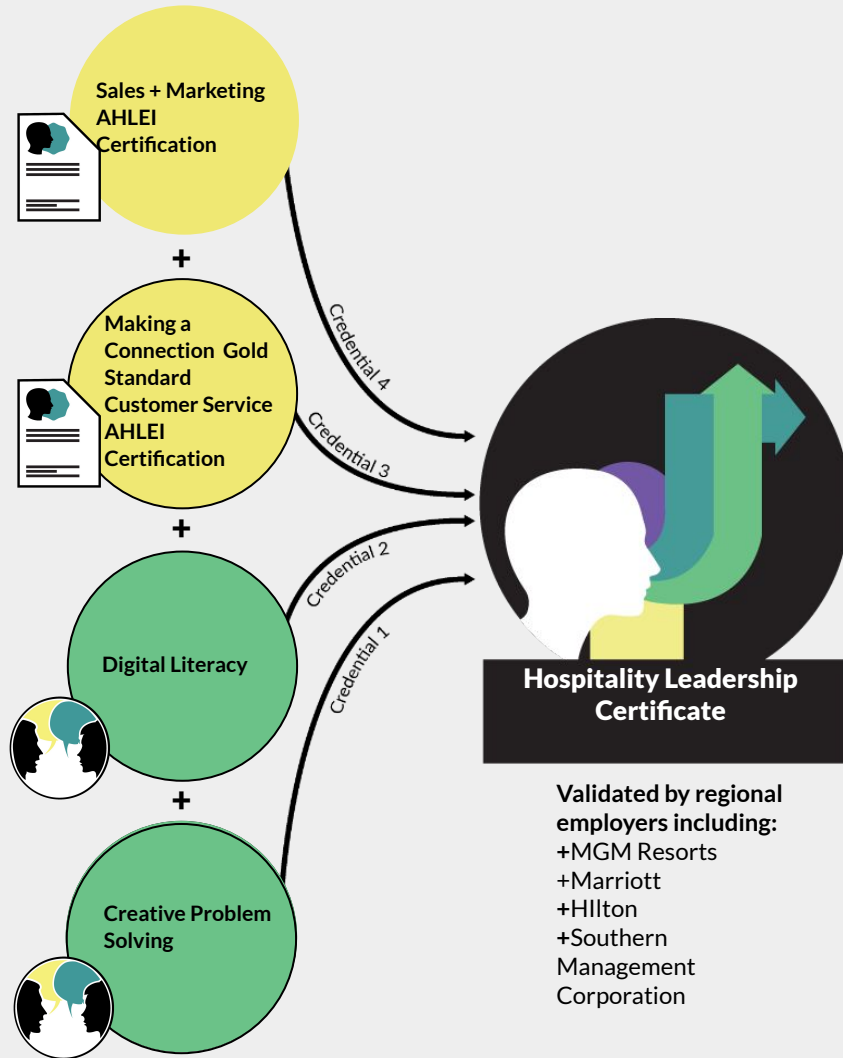 Sales + Marketing
AHLEI
Certification
+
Making a
Connection Gold
Standard
Customer Service
AHLEI
Certification
+
Digital Literacy
+
Creative Problem
Solving
Credential 4
Credential 3
Credential 2
Credential 1
Hospitality Leadership
Certificate
Validated by regional
employers including:
+MGM Resorts
+Marriott
+HIlton
+Southern
Management
Corporation